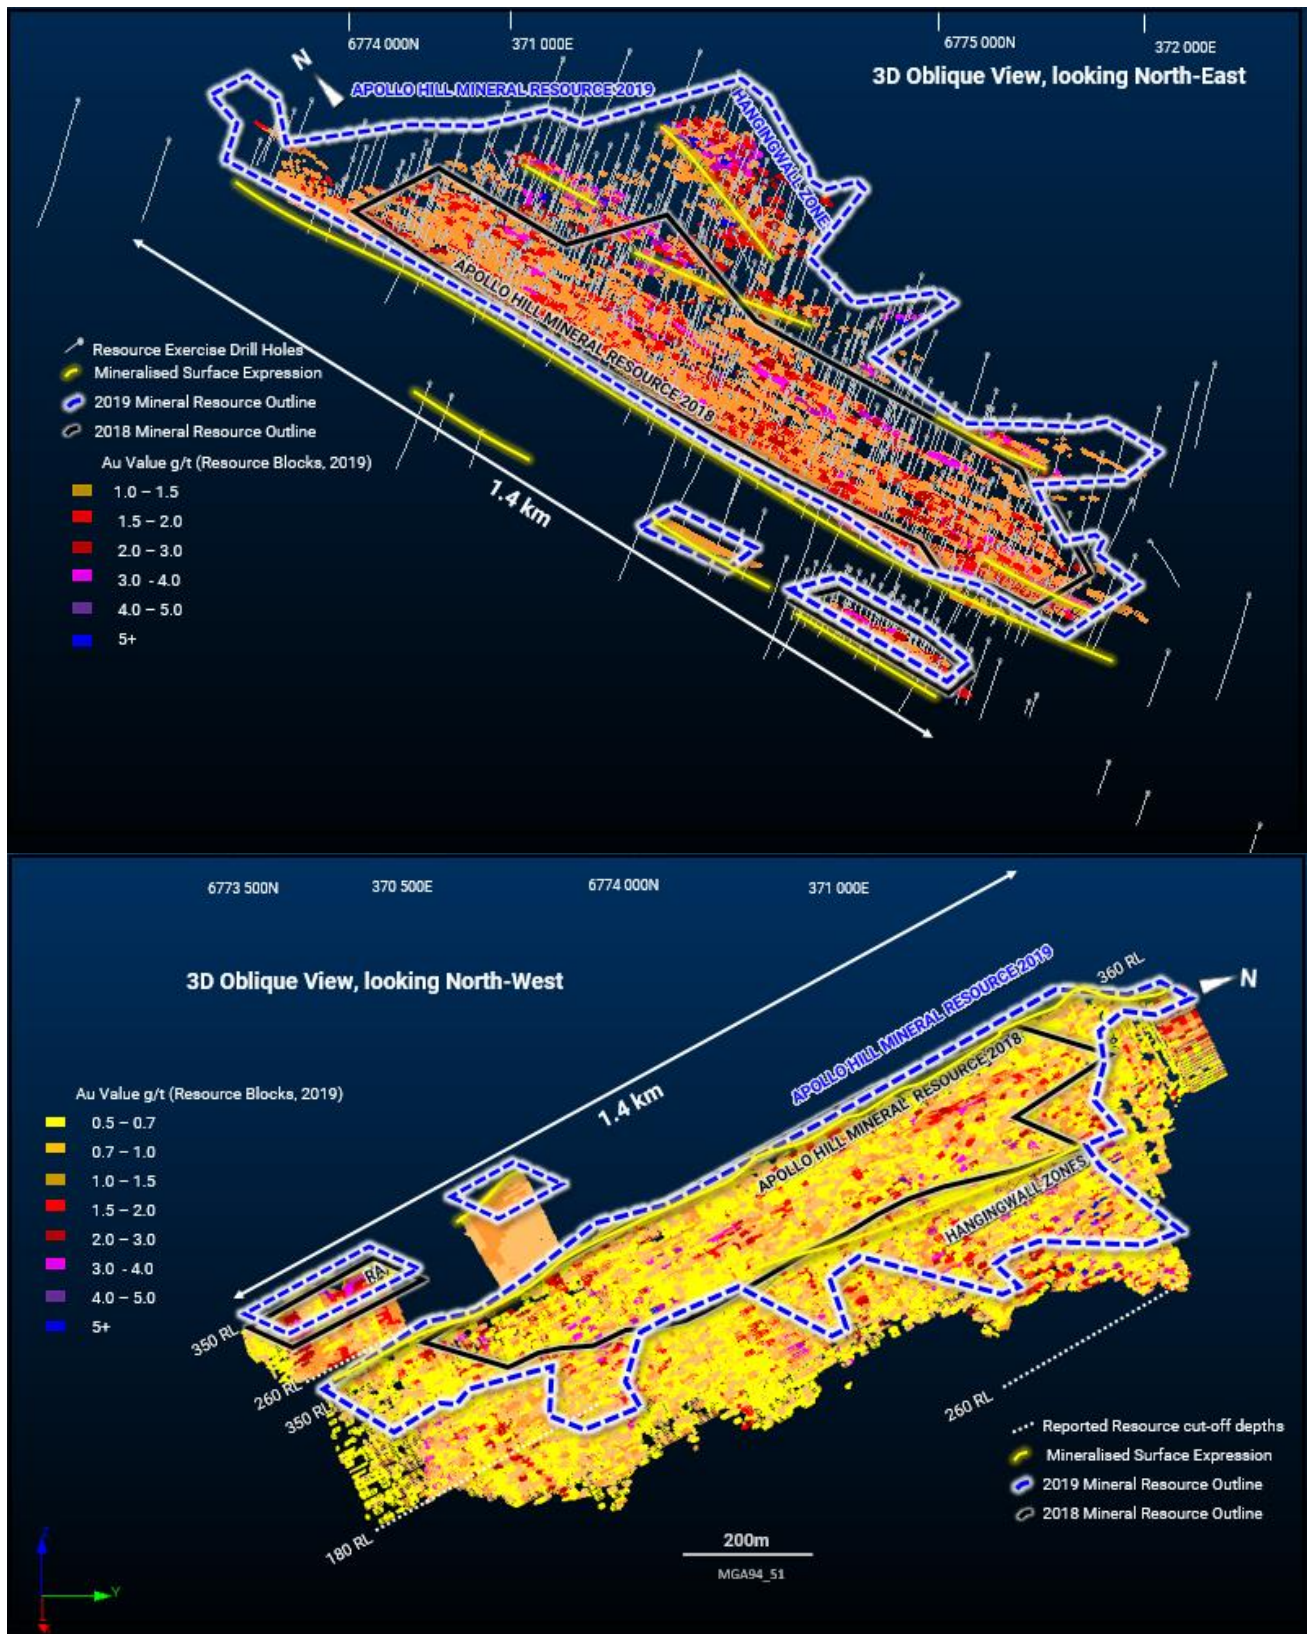 6774 000N
371 000E
6775 000N
372 000E
3D Oblique View, looking North-East
N
APOLLO HILL MINERAL RESOURCE 2019
HANGINGWALL ZONE
APOLLO HILL MINERAL RESOURCE 2018
Resource Exercise Drill Holes
Mineralised Surface Expression
2019 Mineral Resource Outline
2018 Mineral Resource Outline
Au Value g/t (Resource Blocks, 2019)
1.0 – 1.5
1.5 – 2.0
2.0 – 3.0
3.0 - 4.0
4.0 – 5.0
5+
1.4 km
6773 500N
370 500E
6774 000N
371 000E
3D Oblique View, looking North-West
APOLLO HILL MINERAL RESOURCE 2019
360 RL
N
APOLLO HILL MINERAL RESOURCE 2018
HANGINGWALL ZONES
1.4 km
Au Value g/t (Resource Blocks, 2019)
0.5 – 0.7
0.7 – 1.0
1.0 – 1.5
1.5 – 2.0
2.0 – 3.0
3.0 - 4.0
4.0 – 5.0
5+
RA
350 RL
260 RL
350 RL
260 RL
180 RL
Reported Resource cut-off depths
Mineralised Surface Expression
2019 Mineral Resource Outline
2018 Mineral Resource Outline
200m
MGA94_51
Z
Y